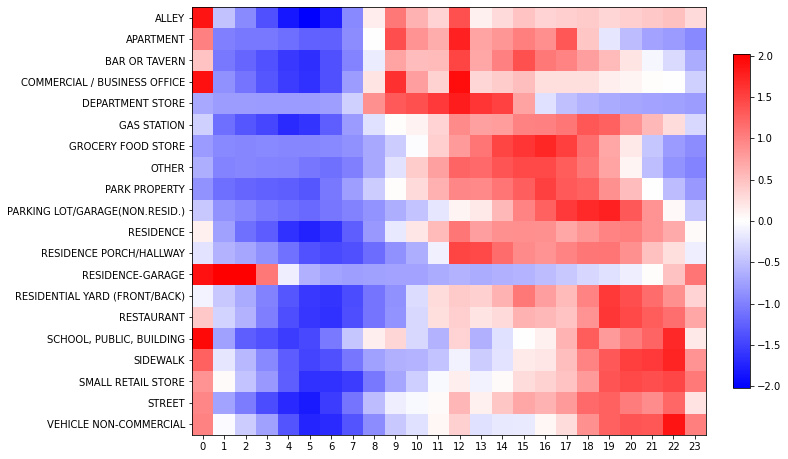 ALLEY
APARTMENT
BAR OR TAVERN
COMMERCIAL / BUSINESS OFFICE
DEPARTMENT STORE
GAS STATION
GROCERY FOOD STORE
OTHER
PARK PROPERTY
PARKING LOT/GARAGE(NON.RESID.)
RESIDENCE
RESIDENCE PORCH/HALLWAY
RESIDENCE-GARAGE
RESIDENTIAL YARD (FRONT/BACK)
RESTAURANT
SCHOOL, PUBLIC, BUILDING
SIDEWALK
SMALL RETAIL STORE
STREET
VEHICLE NON-COMMERCIAL
0 1 2 3 4 5 6 7 8 9 10 11 12 13 14 15 16 17 18 19 20 21 22 23
2.0
1.5
1.0
0.5
0.0
−0.5
−1.0
−1.5
−2.0